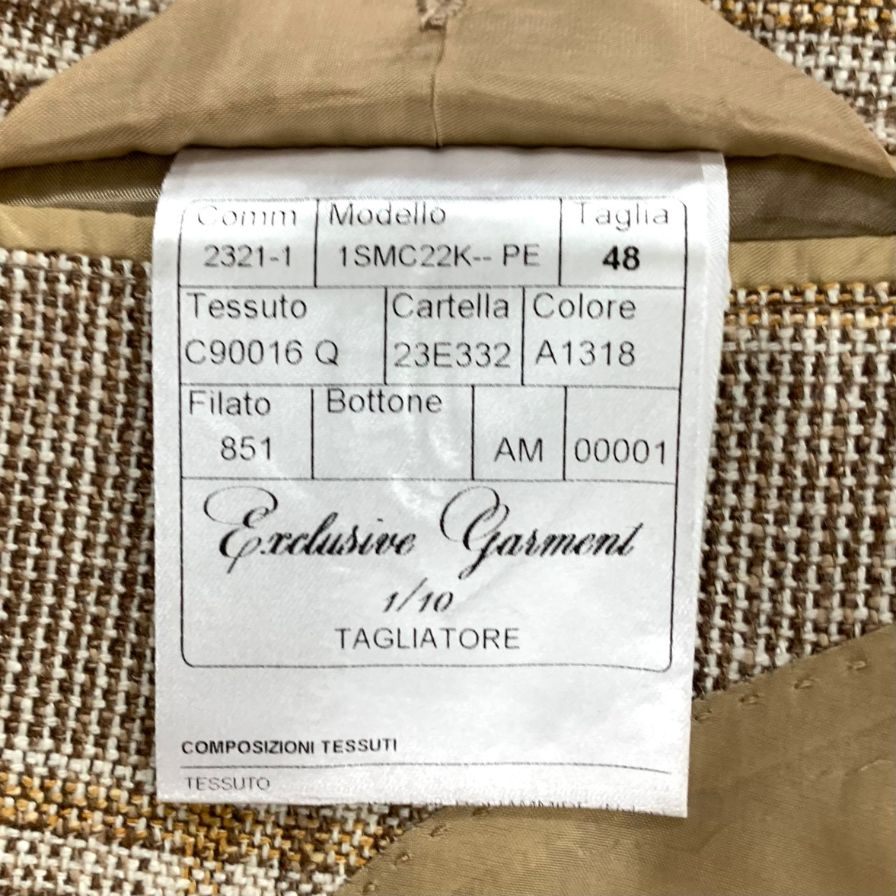 Comm Modello Taglia
2321-1 1SMC22K-- PE 48
Tessuto Cartella Colore
C90016 Q 23E332 A1318
Filato Bottone
851 AM 00001
Exclusive Garment
1/10
TAGLIATORE
COMPOSIZIONI TESSUTI
TESSUTO